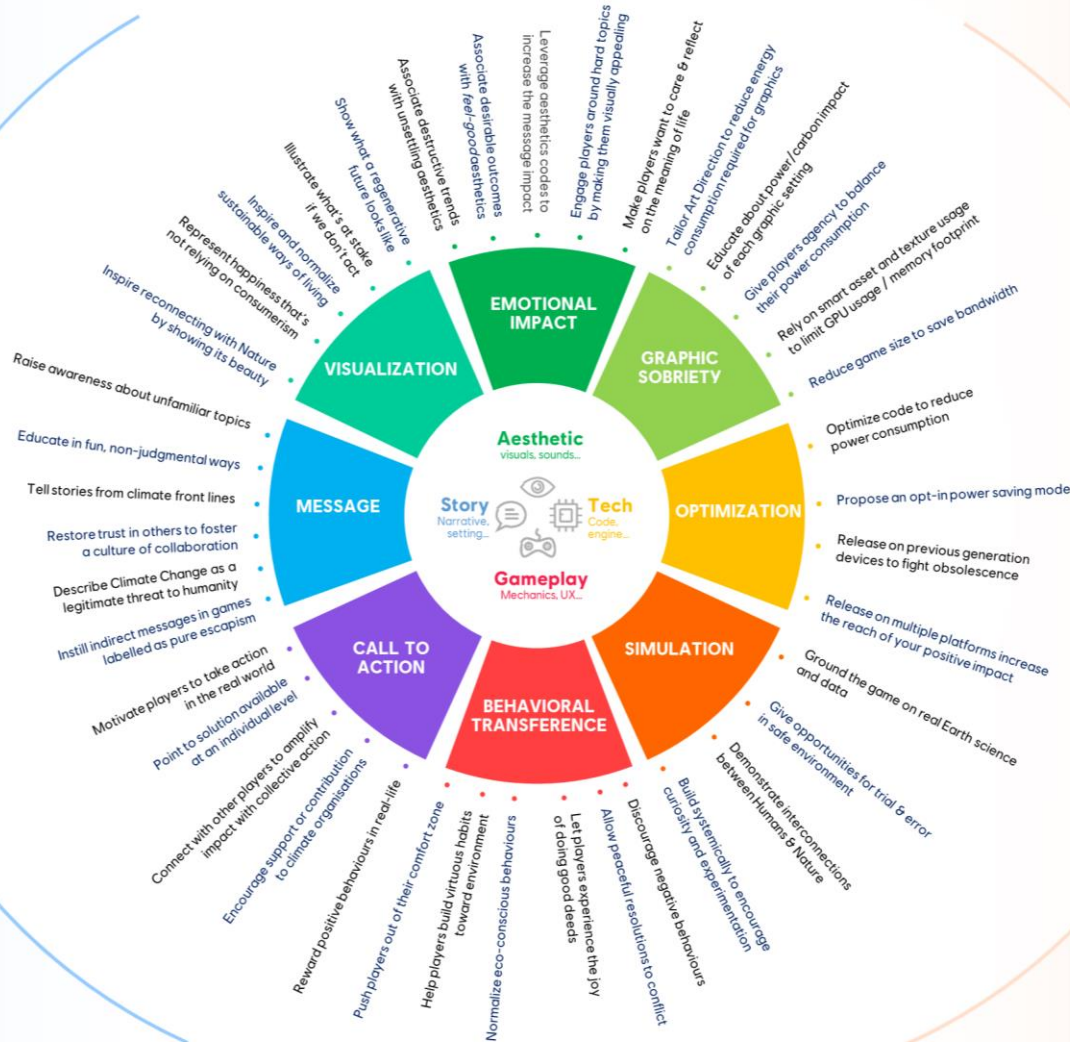 Associate destructive trends
with unsettling aesthetics
Associate desirable outcomes
with feel-good aesthetics
Leverage aesthetics codes to
increase the message impact
Engage players around hard topics
by making them visually appealing
Make players want to care & reflect
on the meaning of life
EMOTIONAL
IMPACT
Tailor Art Direction to reduce energy
consumption required for graphics
Educate about power/carbon impact
of each graphic setting
Give players agency to balance
their power consumption
Rely on smart asset and texture usage
to limit GPU usage / memory footprint
Reduce game size to save bandwidth
GRAPHIC
SOBRIETY
Optimize code to reduce
power consumption
Propose an opt-in power saving mode
Release on previous generation
devices to fight obsolescence
Release on multiple platforms increase
the reach of your positive impact
OPTIMIZATION
Ground the game on real Earth science
and data
Give opportunities for trial & error
in safe environment
Demonstrate interconnections
between Humans & Nature
Build systemically to encourage
curiosity and experimentation
SIMULATION
Discourage negative behaviours
Allow peaceful resolutions to conflict
Let players experience the joy
of doing good deeds
Normalize eco-conscious behaviours
Help players build virtuous habits
toward environment
Push players out of their comfort zone
BEHAVIORAL
TRANSFERENCE
Reward positive behaviours in real-life
Encourage support or contribution
to climate organisations
Connect with other players to amplify
impact with collective action
Point to solution available
at an individual level
Motivate players to take action
in the real world
CALL TO
ACTION
Instill indirect messages in games
labelled as pure escapism
Describe Climate Change as a
legitimate threat to humanity
Restore trust in others to foster
a culture of collaboration
Tell stories from climate front lines
Educate in fun, non-judgmental ways
Raise awareness about unfamiliar topics
MESSAGE
Inspire reconnecting with Nature
by showing its beauty
Represent happiness that's
not relying on consumerism
Inspire and normalize
sustainable ways of living
Illustrate what's at stake
if we don't act
Show what a regenerative
future looks like
VISUALIZATION
Aesthetic
visuals, sounds...
Story
Narrative,
setting...
Tech
Code,
engine...
Gameplay
Mechanics, UX...